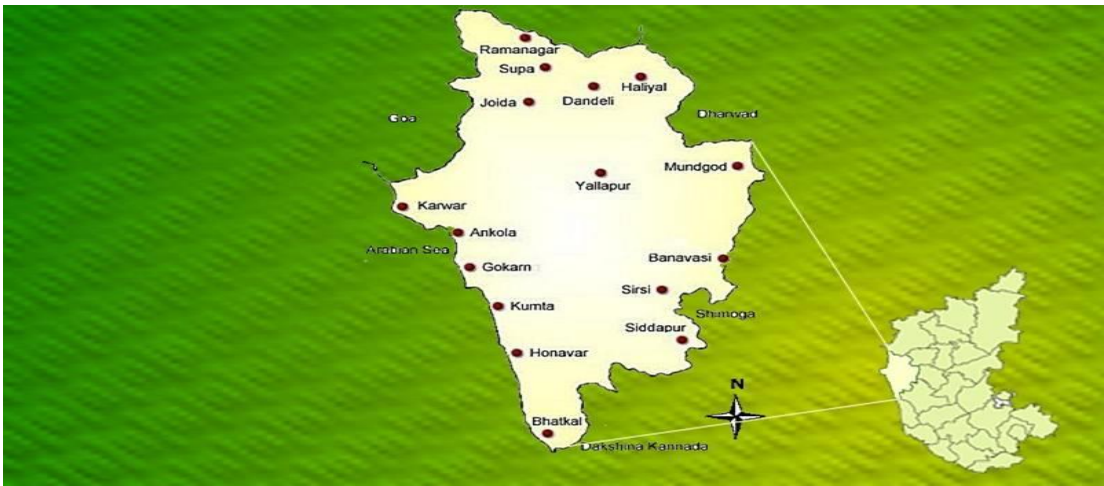 Ramanagar
Supa
Haliyal
Dandeli
Joida
Goa
Dharwad
Mundgod
Yallapur
Karwar
Ankola
Arabian Sea
Banavasi
Gokarn
Sirsi
Kumta
Shimoga
Siddapur
Honavar
N
Bhatkal
Dakshina Kannada